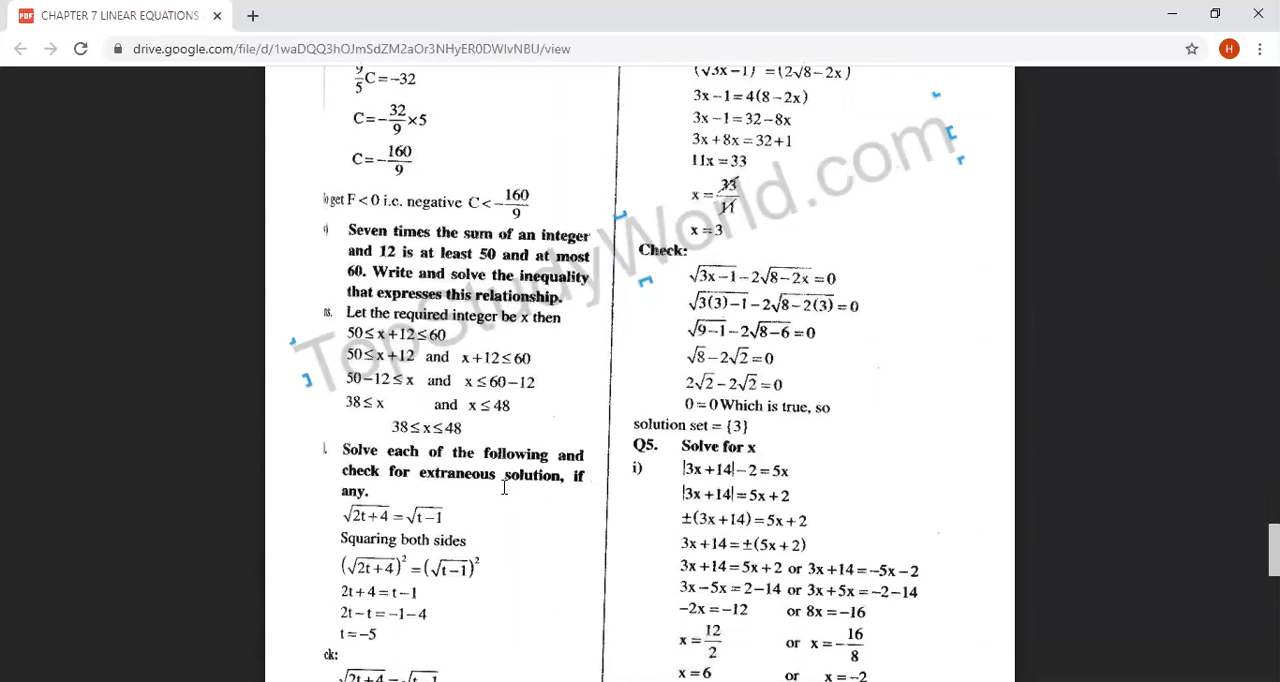 CHAPTER 7 LINEAR EQUATIONS
drive.google.com/file/d/1waDQQ3hOJmSdZM2aOr3NHyER0DWlvNBU/view
H
9/5 C=-32
C=-32/9×5
C=-160/9
get F<0 i.e. negative C<-160/9
Seven times the sum of an integer
and 12 is at least 50 and at most
60. Write and solve the inequality
that expresses this relationship.
ns. Let the required integer be x then
50≤x+12≤60
50≤x+12 and x+12≤60
50-12≤x and x≤60-12
38≤x and x≤48
38≤x≤48
Solve each of the following and
check for extraneous solution, if
any.
√2t+4=√t-1
Squaring both sides
(√2t+4)²=(√t-1)²
2t+4=t-1
2t-t=-1-4
t=-5
ck:
√2t+4=√t-1
(√3x-1) =(2√8-2x)
3x-1=4(8-2x)
3x-1=32-8x
3x+8x=32+1
11x=33
x=33/11
x=3
Check:
√3x-1-2√8-2x=0
√3(3)-1-2√8-2(3)=0
√9-1-2√8-6=0
√8-2√2=0
2√2-2√2=0
0=0 Which is true, so
solution set = {3}
Q5. Solve for x
i) |3x+14|-2=5x
|3x+14|=5x+2
±(3x+14)=5x+2
3x+14=±(5x+2)
3x+14=5x+2 or 3x+14=-5x-2
3x-5x=2-14 or 3x+5x=-2-14
-2x=-12 or 8x=-16
x=12/2 or x=-16/8
x=6 or x=-2
TopStudyWorld.com